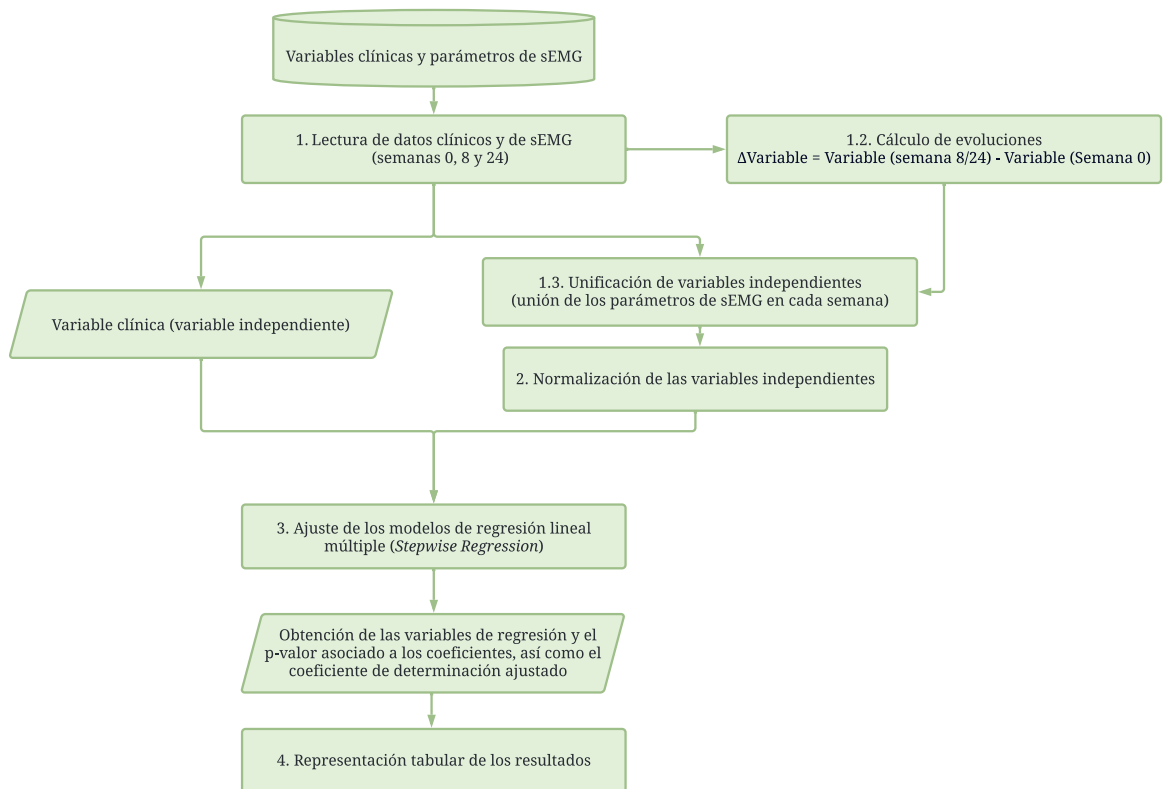 Variables clínicas y parámetros de sEMG
1. Lectura de datos clínicos y de sEMG
(semanas 0, 8 y 24)
1.2. Cálculo de evoluciones
ΔVariable = Variable (semana 8/24) - Variable (Semana 0)
1.3. Unificación de variables independientes
(unión de los parámetros de sEMG en cada semana)
Variable clínica (variable independiente)
2. Normalización de las variables independientes
3. Ajuste de los modelos de regresión lineal
múltiple (Stepwise Regression)
Obtención de las variables de regresión y el
p-valor asociado a los coeficientes, así como el
coeficiente de determinación ajustado
4. Representación tabular de los resultados